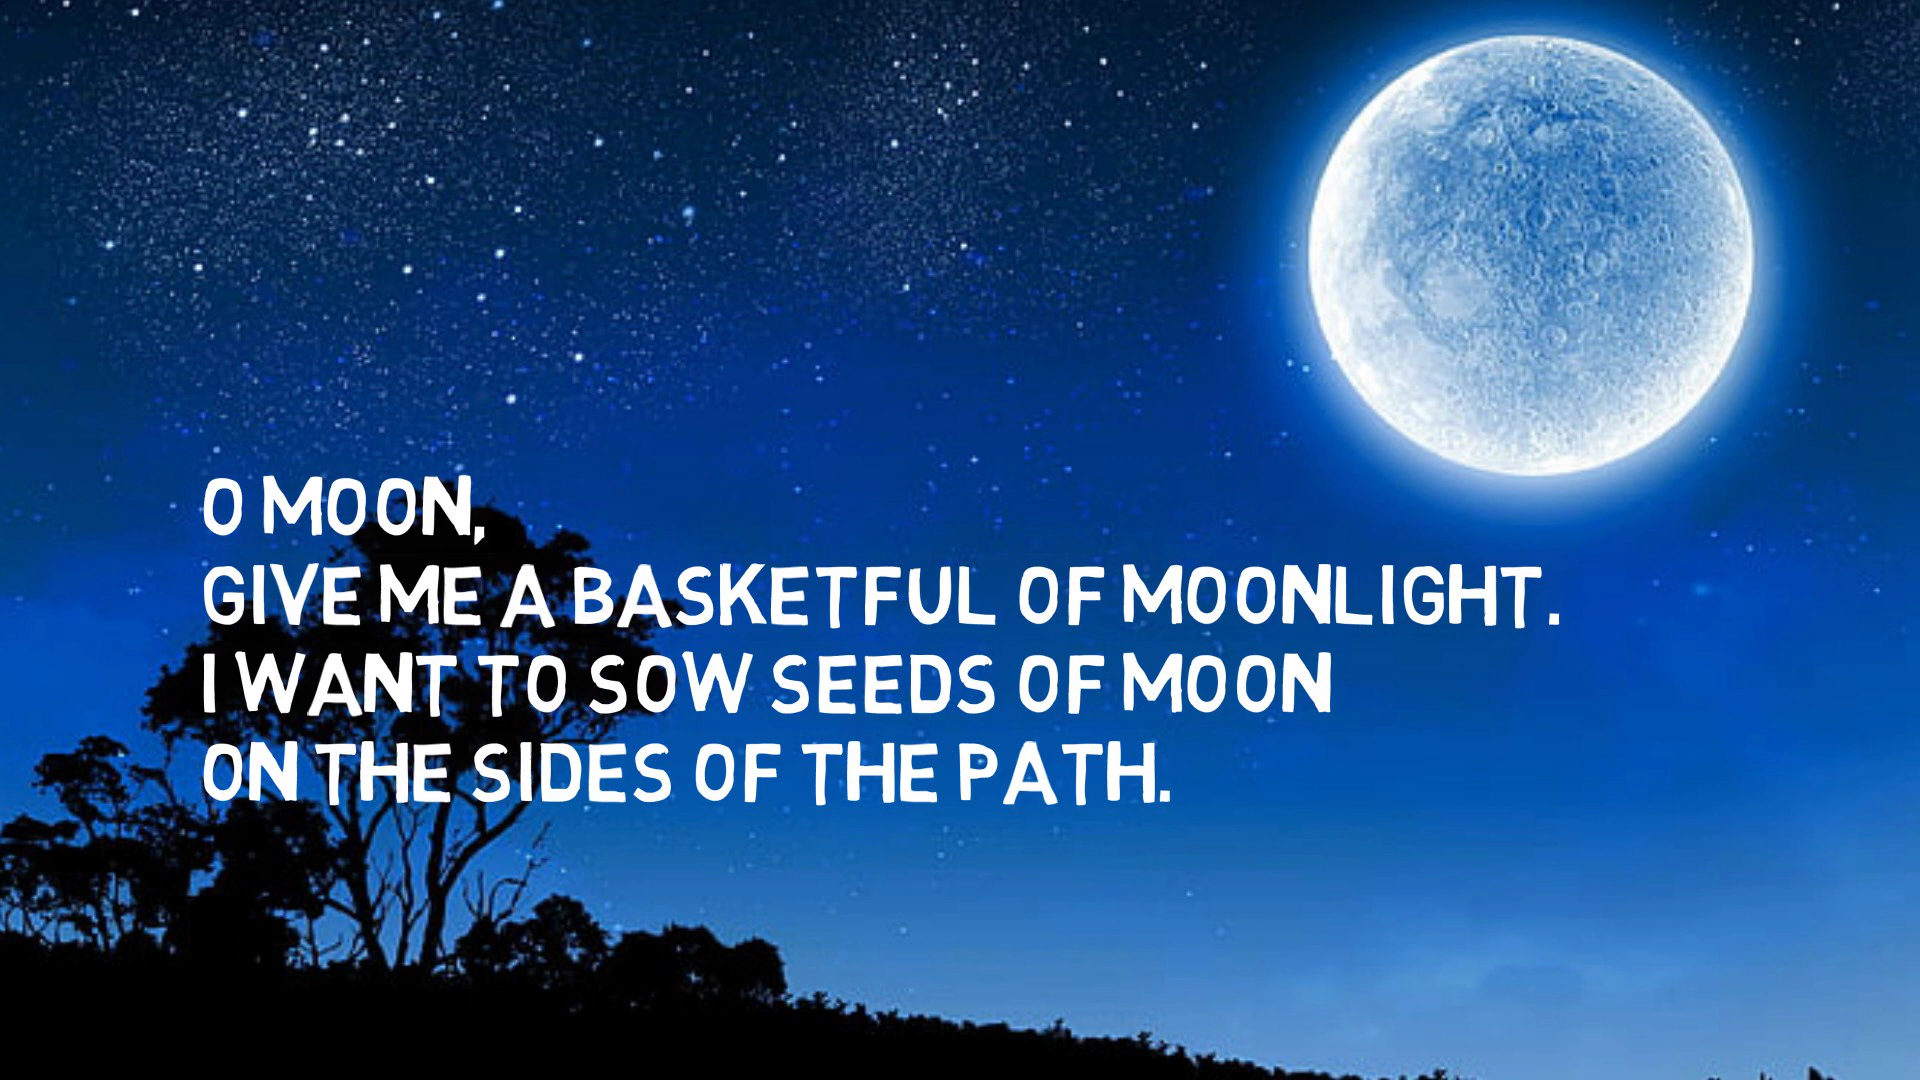 O MOON,
GIVE ME A BASKETFUL OF MOONLIGHT.
I WANT TO SOW SEEDS OF MOON
ON THE SIDES OF THE PATH.